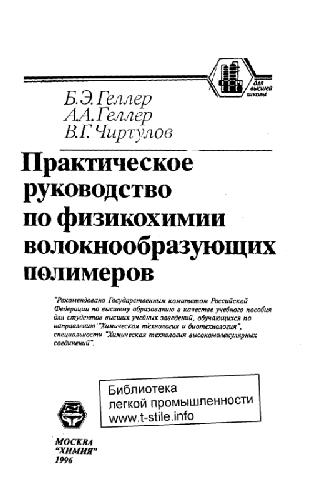 Для
высшей
школы
Б.Э.Геллер
А.А.Геллер
В.Г.Чиртулов
Практическое
руководство
по физикохимии
волокнообразующих
полимеров
"Рекомендовано Государственным комитетом Российской
Федерации по высшему образованию в качестве учебного пособия
для студентов высших учебных заведений, обучающихся по
направлению "Химическая технология и биотехнология",
специальности "Химическая технология высокомолекулярных
соединений".
Библиотека
легкой промышленности
www.t-stile.info
МОСКВА
"ХИМИЯ"
1996